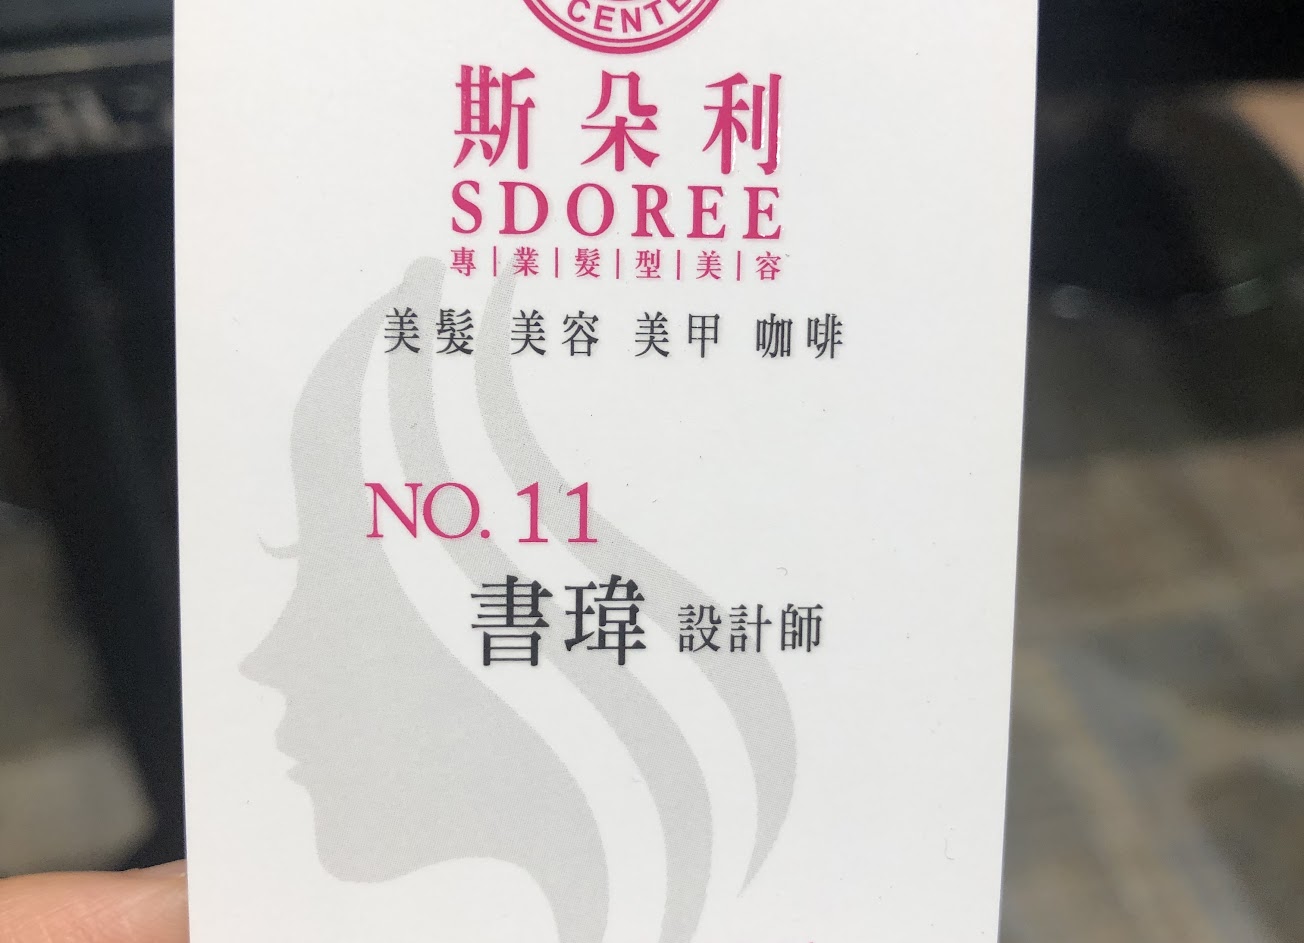 CENTE
斯朵利
SDOREE
專|業|髮|型|美|容
美髮 美容 美甲 咖啡
NO. 11
書瑋 設計師